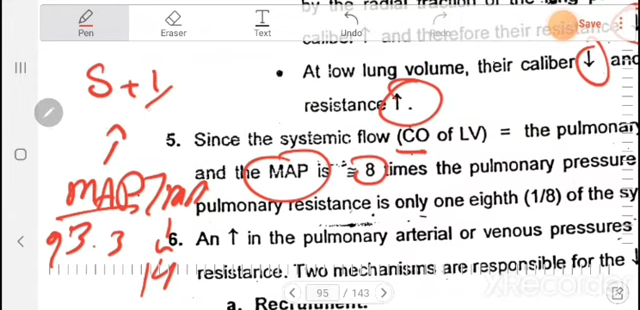 by the radial fraction of the lung
Save
Pen
Eraser
Text
Undo
caliber ↑ and therefore their resistance
• At low lung volume, their caliber ↓ and
resistance ↑.
S + 1/
5. Since the systemic flow (CO of LV) = the pulmonary
and the MAP is ≅ 8 times the pulmonary pressure
pulmonary resistance is only one eighth (1/8) of the sy
MAP
93.3
14
6. An ↑ in the pulmonary arterial or venous pressures
resistance. Two mechanisms are responsible for the ↓
95 / 143
a. Recruitment.
XRecorder